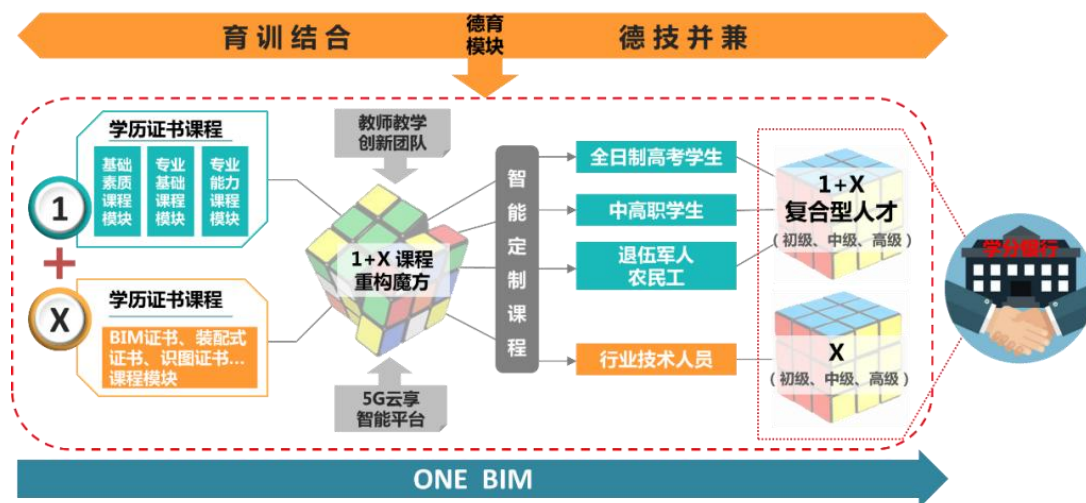 育训结合
德育
模块
德技并兼
学历证书课程
基础
素质
课程
模块
专业
基础
课程
模块
专业
能力
课程
模块
1
+
X
学历证书课程
BIM证书、装配式
证书、识图证书...
课程模块
教师教学
创新团队
1+X 课程
重构魔方
5G云享
智能平台
智
能
定
制
课
程
全日制高考学生
中高职学生
退伍军人
农民工
行业技术人员
1+X
复合型人才
（初级、中级、高级）
X
（初级、中级、高级）
学分银行
ONE BIM